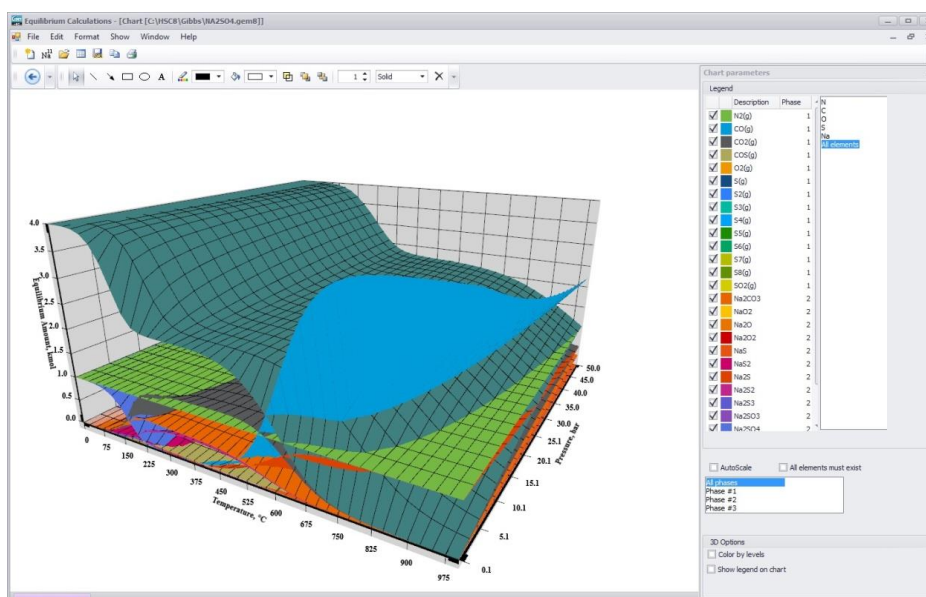 Equilibrium Calculations - [Chart [C:\HSC8\Gibbs\NA2SO4.gem8]]
File Edit Format Show Window Help
1 Solid
Chart parameters
Legend
Description Phase
N2(g) 1
CO(g) 1
CO2(g) 1
COS(g) 1
O2(g) 1
S(g) 1
S2(g) 1
S3(g) 1
S4(g) 1
S5(g) 1
S6(g) 1
S7(g) 1
S8(g) 1
SO2(g) 1
Na2CO3 2
NaO2 2
Na2O 2
Na2O2 2
NaS 2
NaS2 2
Na2S 2
Na2S2 2
Na2S3 2
Na2SO3 2
Na2SO4 2
N
C
O
S
Na
All elements
AutoScale All elements must exist
All phases
Phase #1
Phase #2
Phase #3
3D Options
Color by levels
Show legend on chart
Equilibrium Amount, kmol
4.0
3.5
3.0
2.5
2.0
1.5
1.0
0.5
0.0
Temperature, °C
0
75
150
225
300
375
450
525
600
675
750
825
900
975
Pressure, bar
50.0
45.0
40.0
35.0
30.0
25.1
20.1
15.1
10.1
5.1
0.1